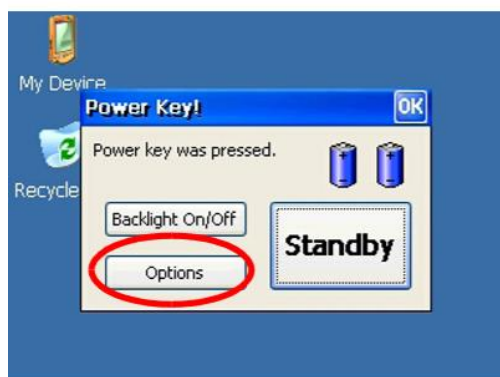 My Device
Power Key!
OK
Power key was pressed.
Recycle
Backlight On/Off
Standby
Options